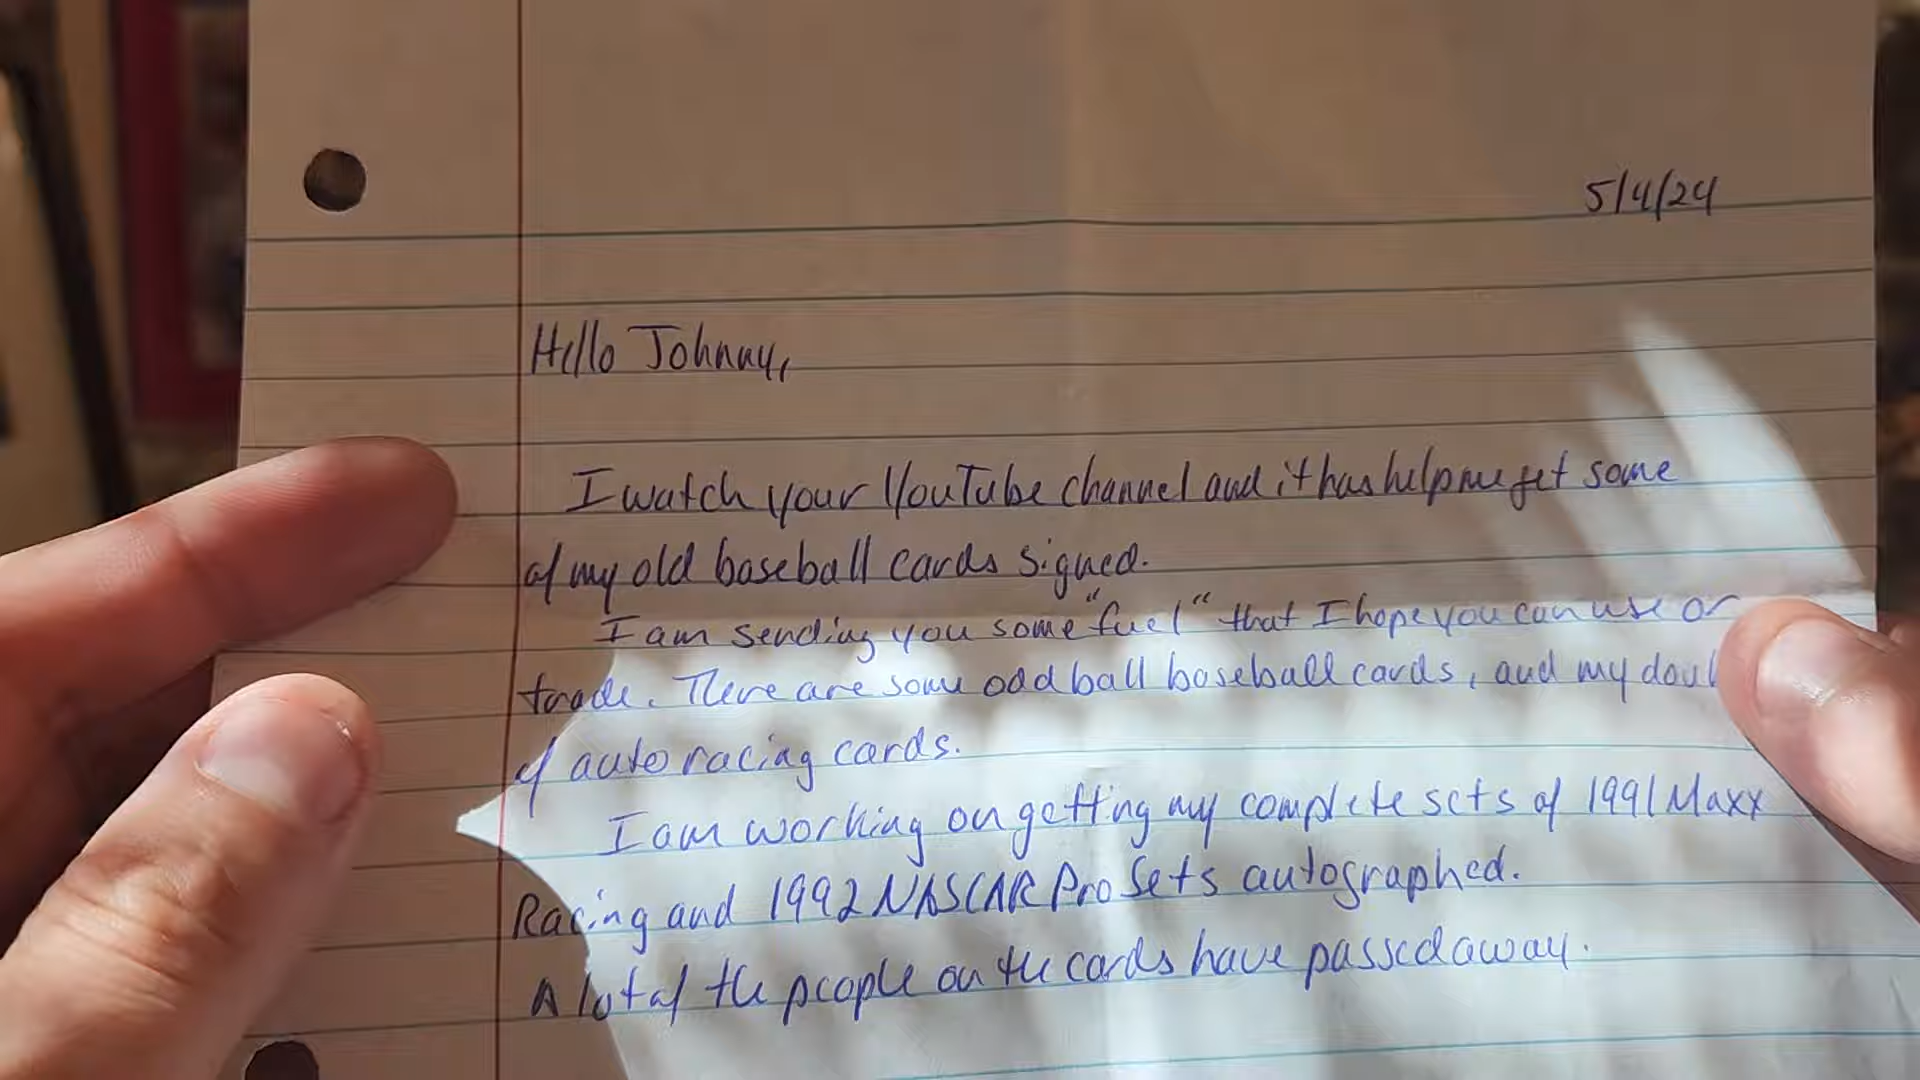 5/4/24
Hello Johnny,
I watch your YouTube channel and it has help me get some
of my old baseball cards signed.
I am sending you some "fuel" that I hope you can use or
trade. There are some odd ball baseball cards, and my
of auto racing cards.
I am working on getting my complete sets of 1991 Maxx
Racing and 1992 NASCAR Pro Sets autographed.
A lot of the people on the cards have passed away.